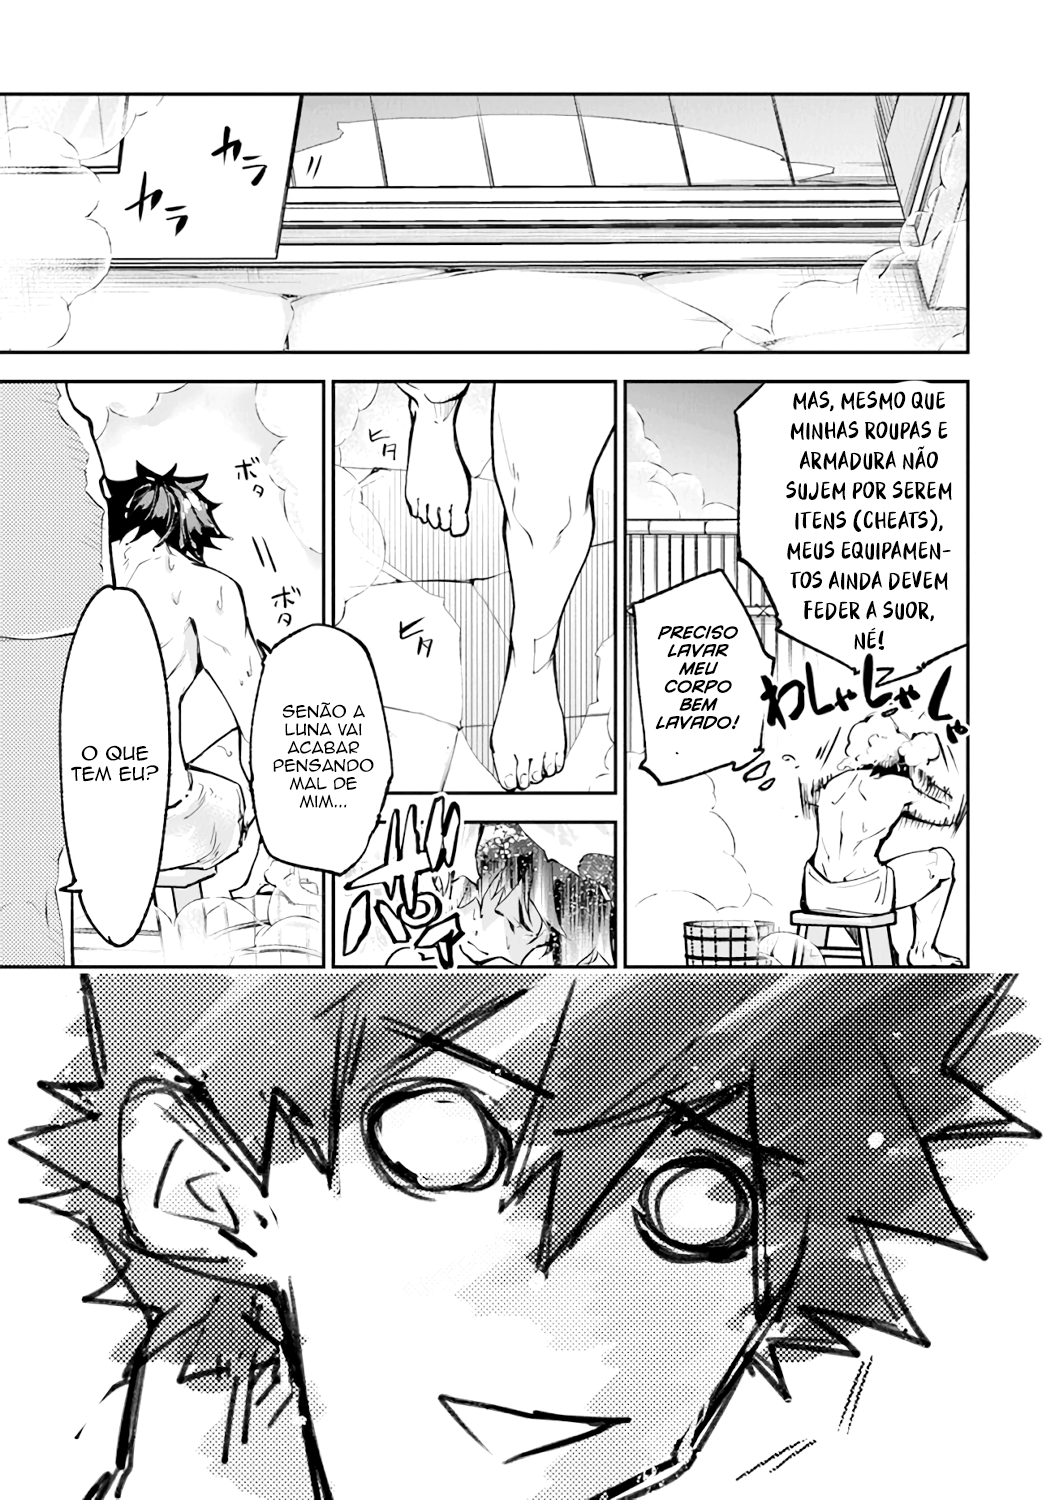 カラ
カラ
MAS, MESMO QUE
MINHAS ROUPAS E
ARMADURA NÃO
SUJEM POR SEREM
ITENS (CHEATS),
MEUS EQUIPAMEN-
TOS AINDA DEVEM
FEDER A SUOR,
NÉ!
PRECISO
LAVAR
MEU
CORPO
BEM
LAVADO!
わしゃしゃし
ヒタ
ヒタ
ボタ
ボタ
SENÃO A
LUNA VAI
ACABAR
PENSANDO
MAL DE
MIM...
O QUE
TEM EU?